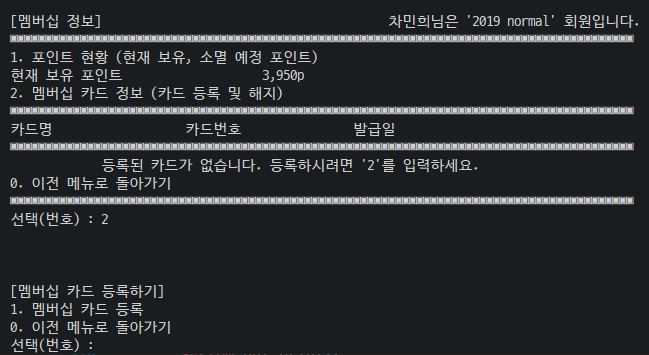 [멤버십 정보] 차민희님은 '2019 normal' 회원입니다.
1. 포인트 현황 (현재 보유, 소멸 예정 포인트)
현재 보유 포인트 3,950p
2. 멤버십 카드 정보 (카드 등록 및 해지)
카드명 카드번호 발급일
등록된 카드가 없습니다. 등록하시려면 '2'를 입력하세요.
0. 이전 메뉴로 돌아가기
선택(번호) : 2
[멤버십 카드 등록하기]
1. 멤버십 카드 등록
0. 이전 메뉴로 돌아가기
선택(번호) :